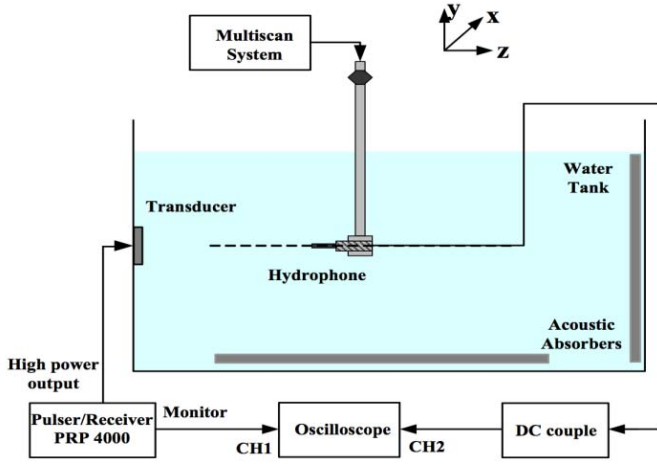 Multiscan
System
y
x
z
Water
Tank
Transducer
Hydrophone
Acoustic
Absorbers
High power
output
Pulser/Receiver
PRP 4000
Monitor
CH1
Oscilloscope
CH2
DC couple